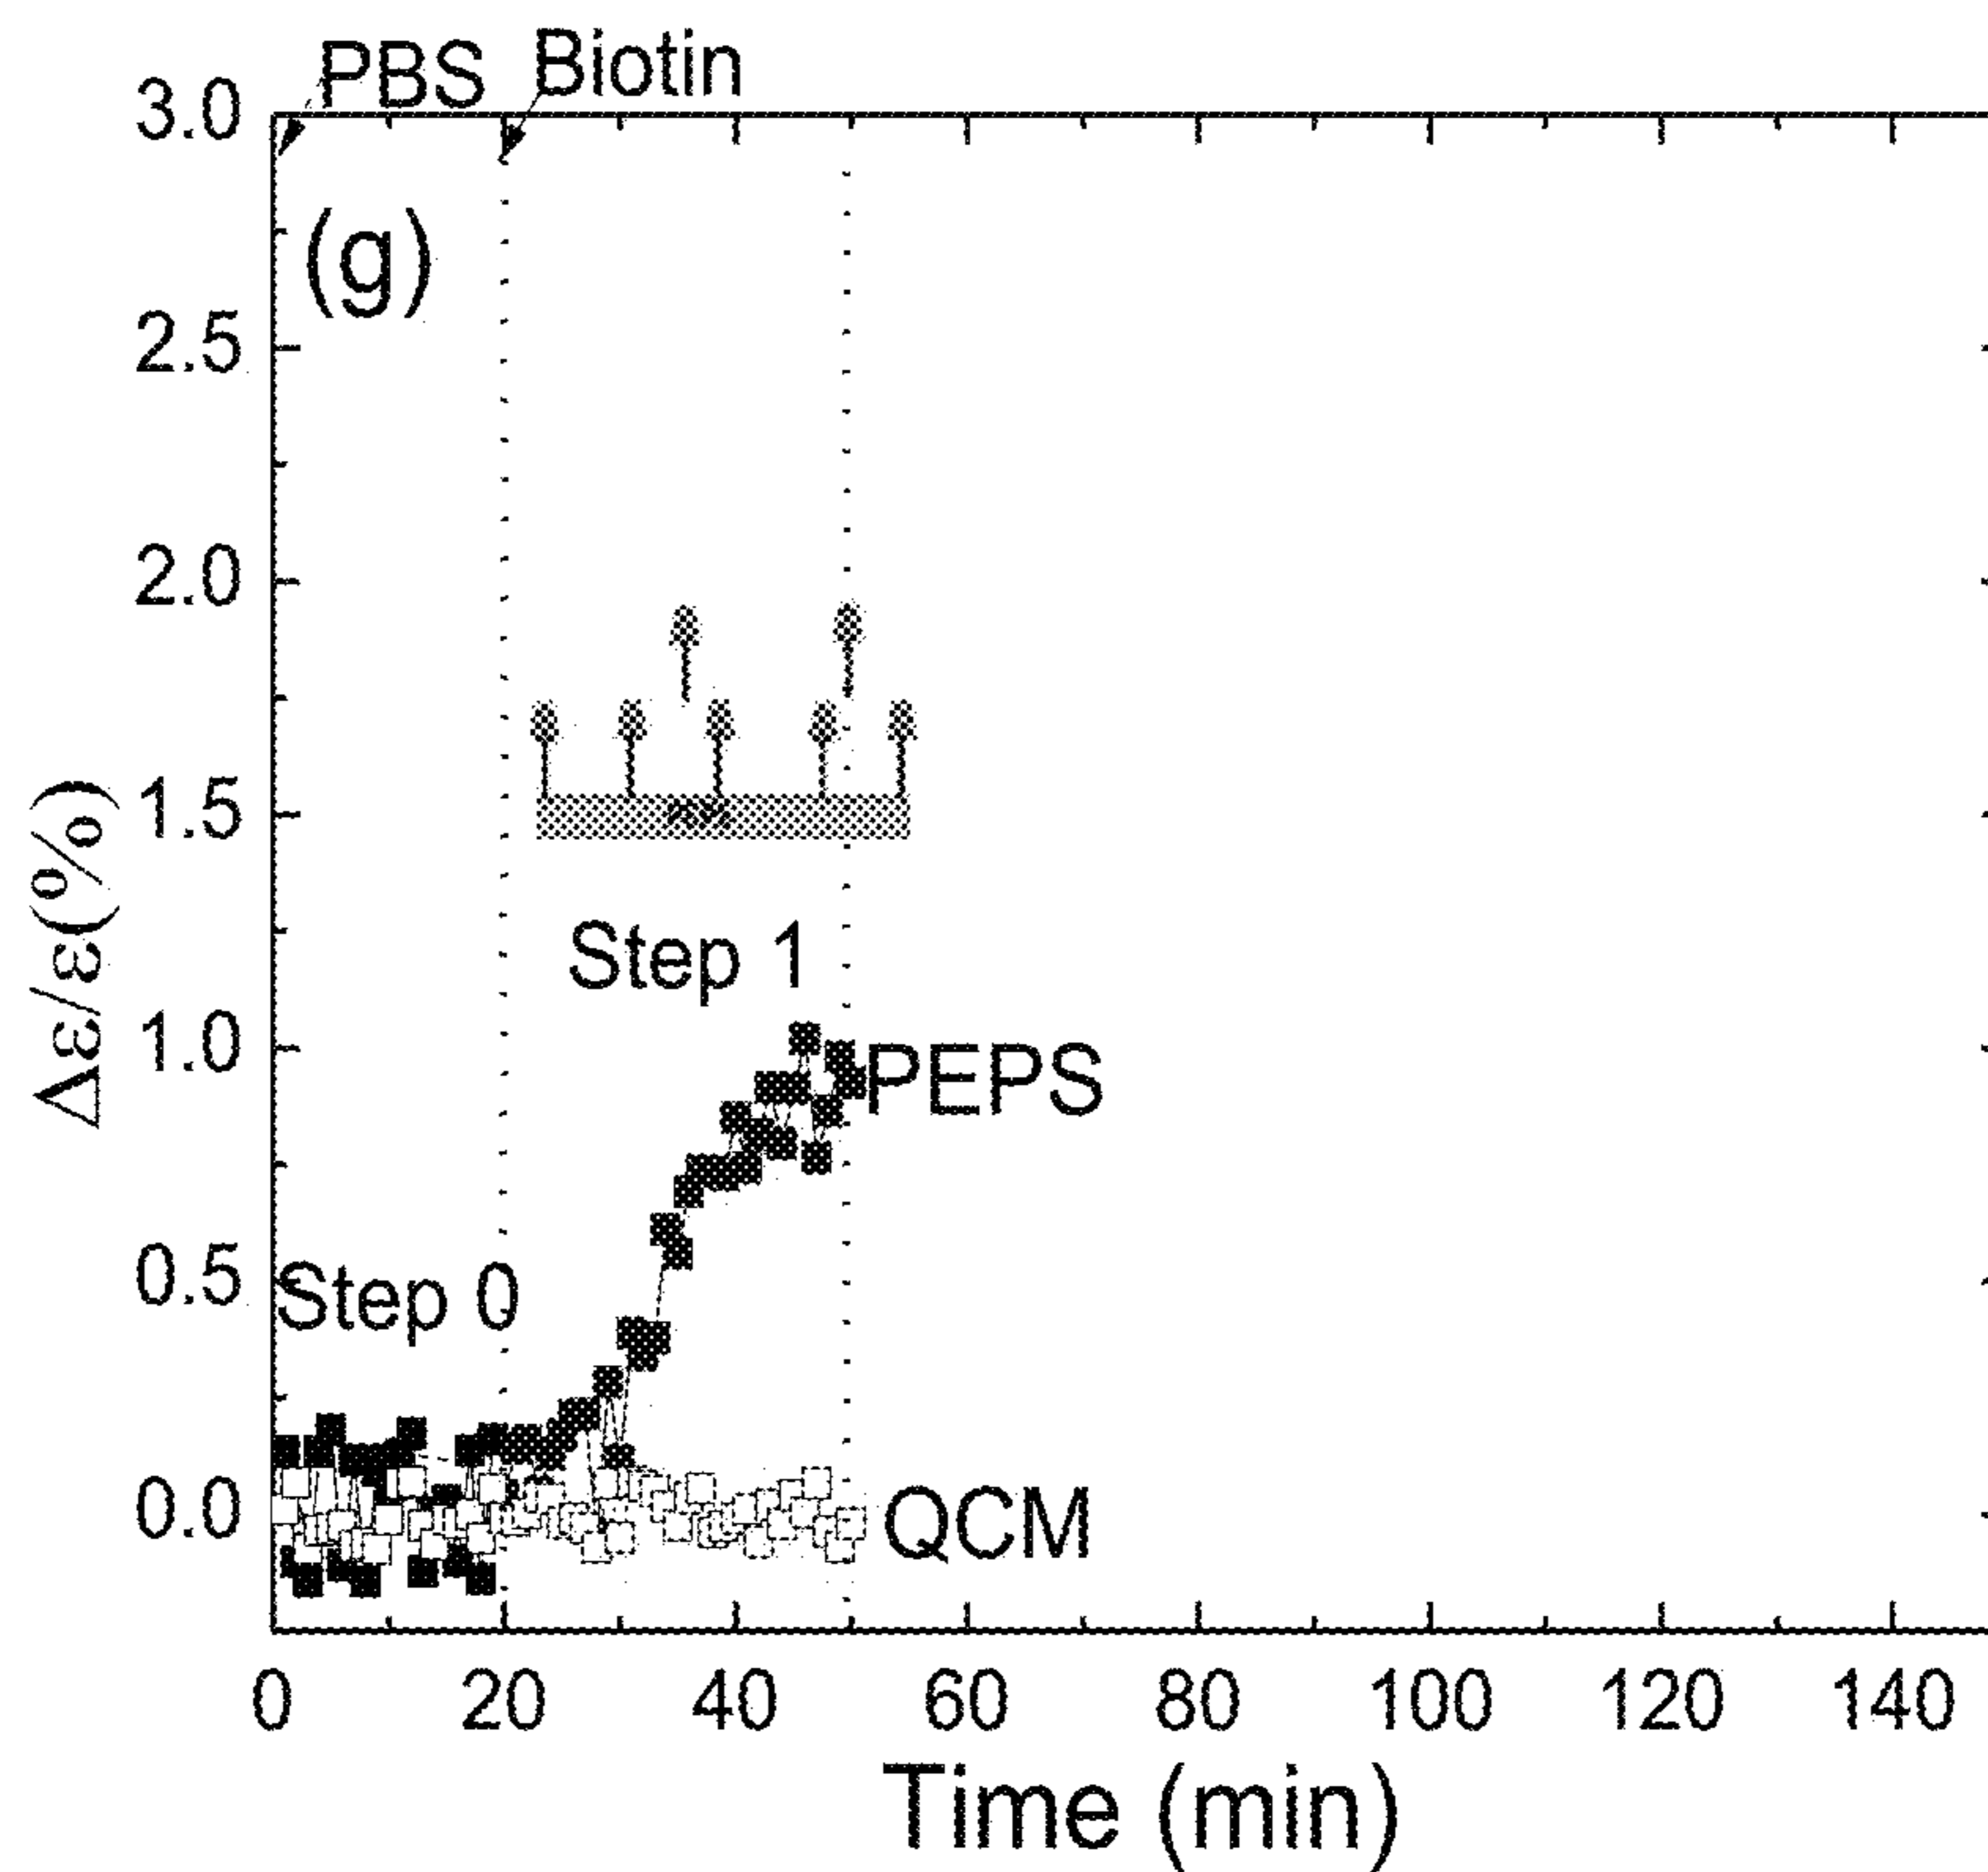 PBS Biotin
3.0
(g)
2.5
2.0
1.5
Step 1
1.0
PEPS
0.5
Step 0
0.0
QCM
Δε/ε(%)
0 20 40 60 80 100 120 140
Time (min)